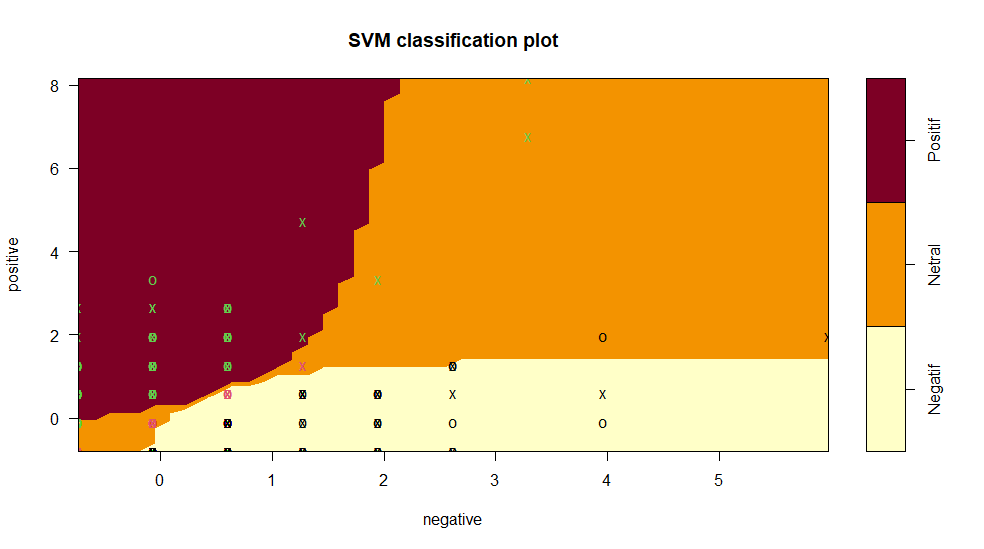 SVM classification plot
8
6
4
2
0
positive
0 1 2 3 4 5
negative
Positif
Netral
Negatif